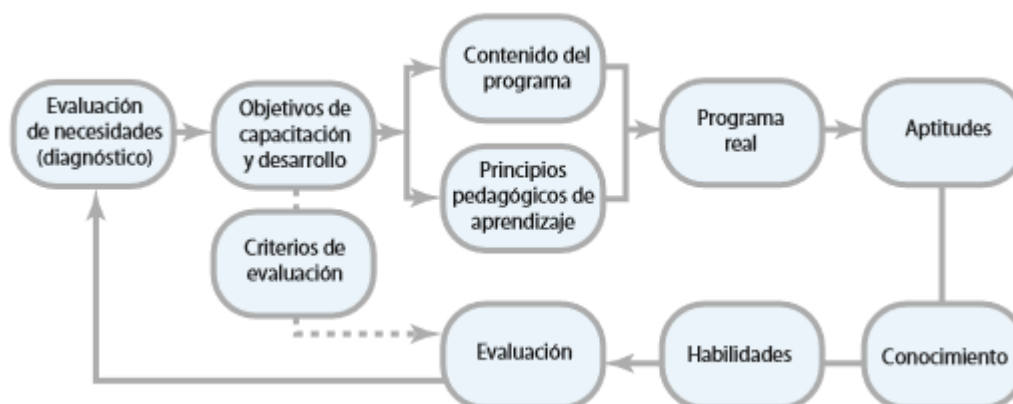 Evaluación
de necesidades
(diagnóstico)
Objetivos de
capacitación
y desarrollo
Contenido del
programa
Principios
pedagógicos de
aprendizaje
Programa
real
Aptitudes
Criterios de
evaluación
Evaluación
Habilidades
Conocimiento